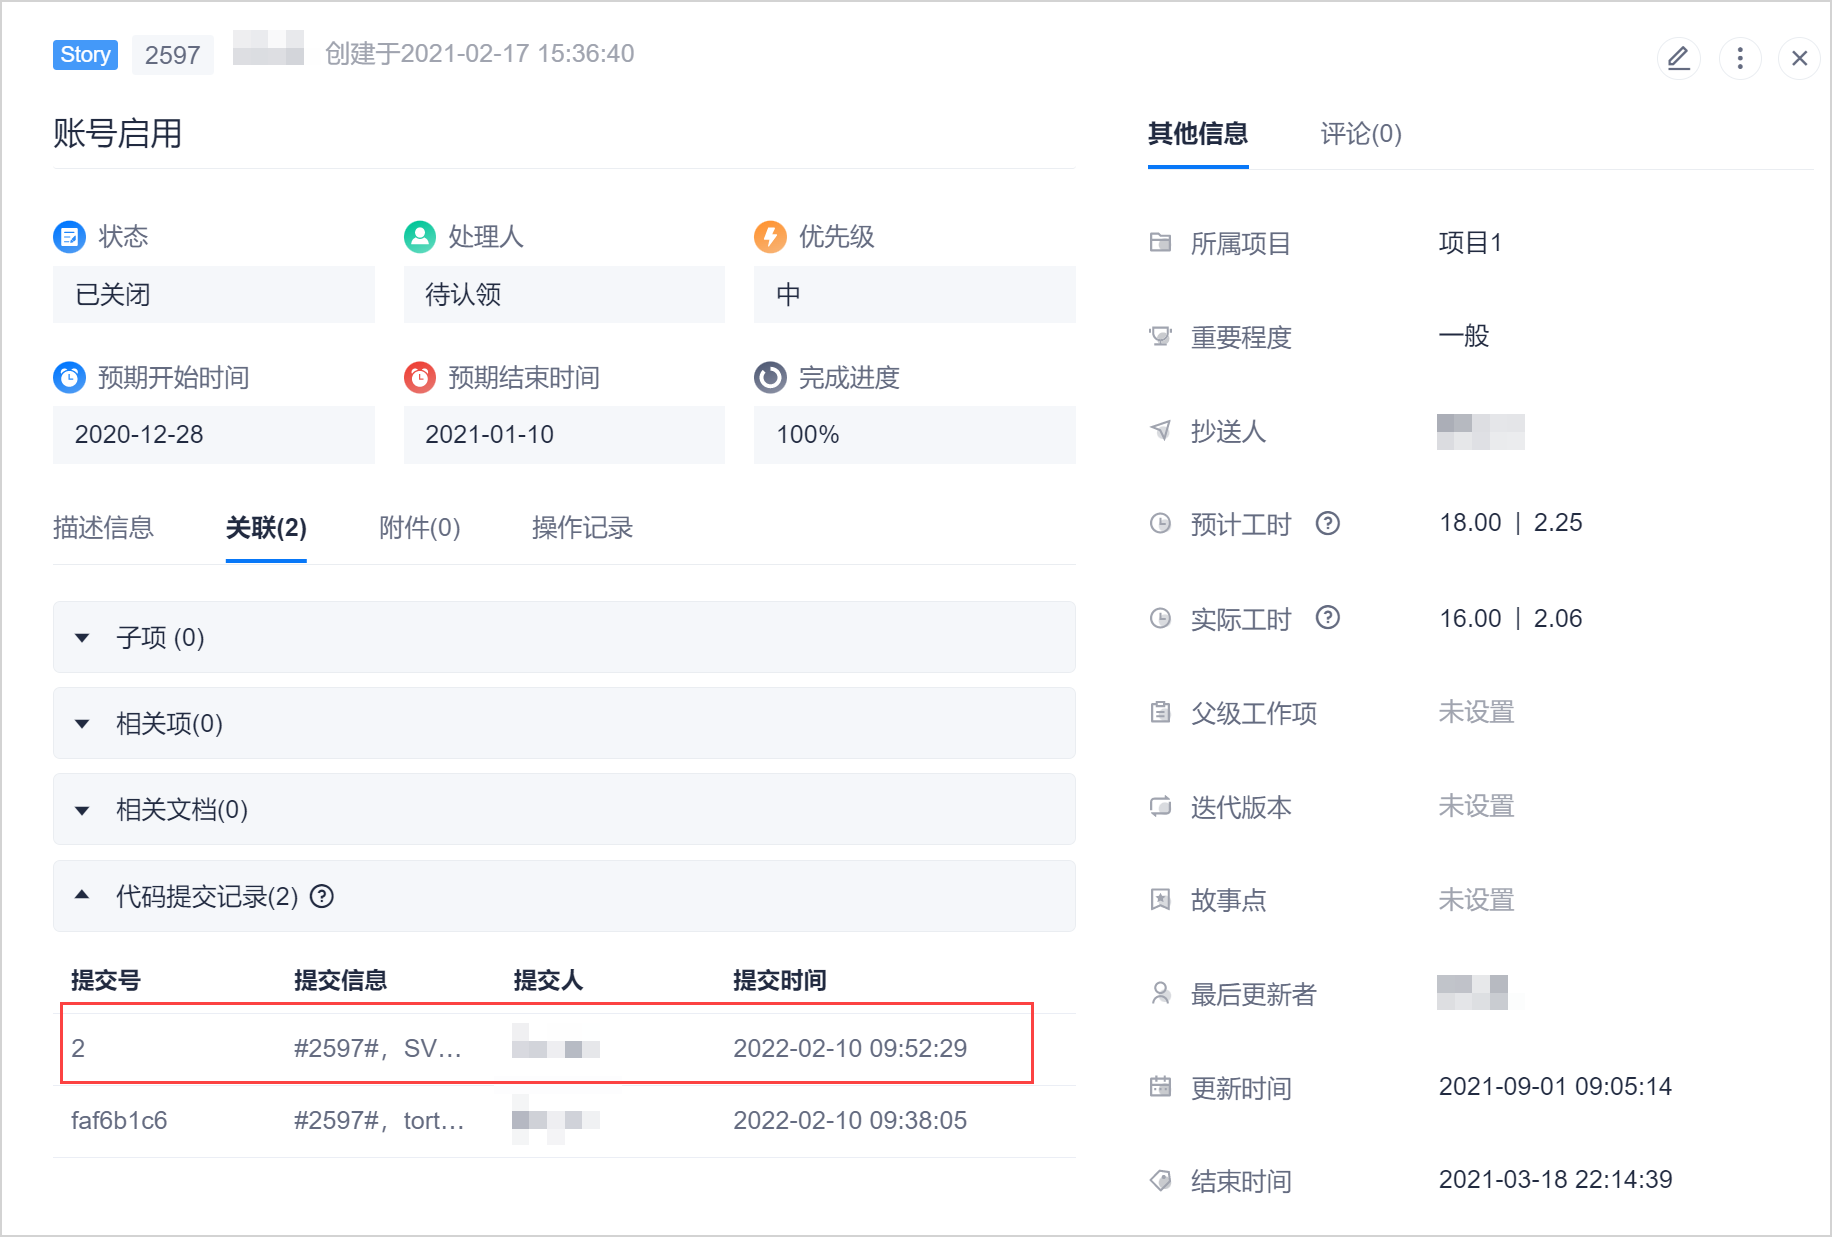 Story 2597 创建于2021-02-17 15:36:40
账号启用
状态 处理人 优先级
已关闭 待认领 中
预期开始时间 预期结束时间 完成进度
2020-12-28 2021-01-10 100%
描述信息 关联(2) 附件(0) 操作记录
子项 (0)
相关项(0)
相关文档(0)
代码提交记录(2)
提交号 提交信息 提交人 提交时间
2 #2597#，SV... 2022-02-10 09:52:29
faf6b1c6 #2597#，tort... 2022-02-10 09:38:05
其他信息 评论(0)
所属项目 项目1
重要程度 一般
抄送人
预计工时 18.00 | 2.25
实际工时 16.00 | 2.06
父级工作项 未设置
迭代版本 未设置
故事点 未设置
最后更新者
更新时间 2021-09-01 09:05:14
结束时间 2021-03-18 22:14:39